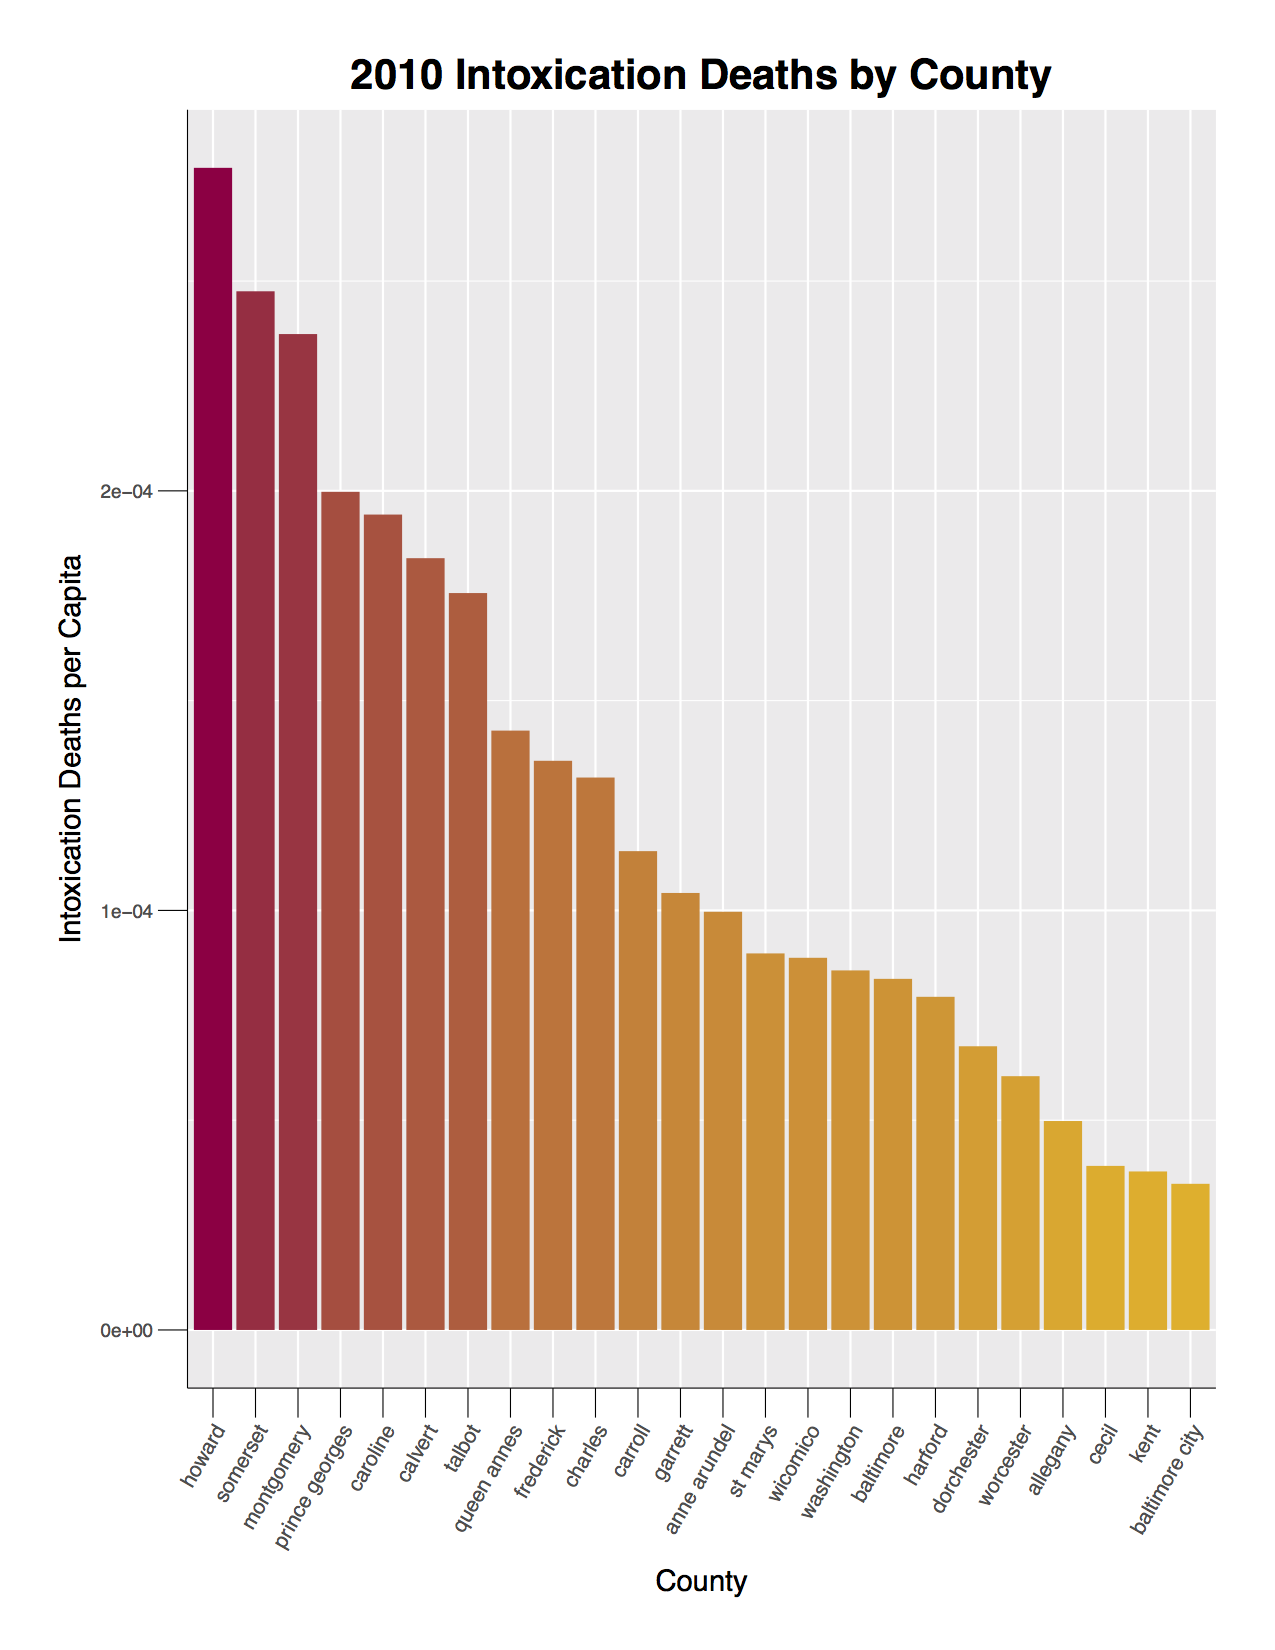 2010 Intoxication Deaths by County
Intoxication Deaths per Capita
2e−04
1e−04
0e+00
howard
somerset
montgomery
prince georges
caroline
calvert
talbot
queen annes
frederick
charles
carroll
garrett
anne arundel
st marys
wicomico
washington
baltimore
harford
dorchester
worcester
allegany
cecil
kent
baltimore city
County